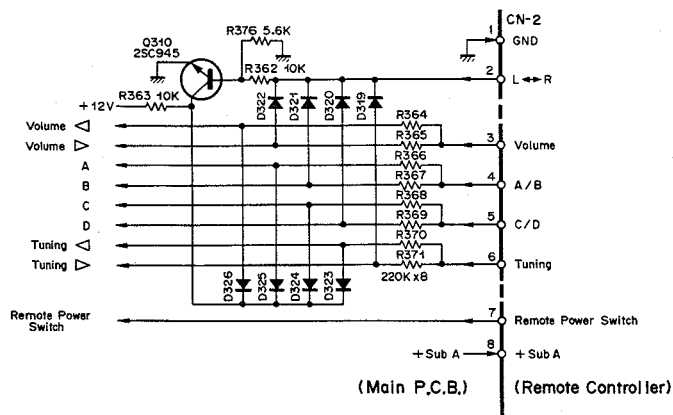 CN-2
R376 5.6K
1
GND
Q310
2SC945
R362 10K
2
L ↔ R
R363 10K
D322
D321
D320
D319
+12V
R364
Volume ◁
R365
Volume ▷
3
Volume
R366
A
R367
B
4
A/B
R368
C
R369
D
5
C/D
R370
Tuning ◁
R371
Tuning ▷
6
Tuning
220K x8
D326
D325
D324
D323
Remote Power
Switch
7
Remote Power Switch
8
+Sub A
+Sub A
(Main P.C.B.)
(Remote Controller)